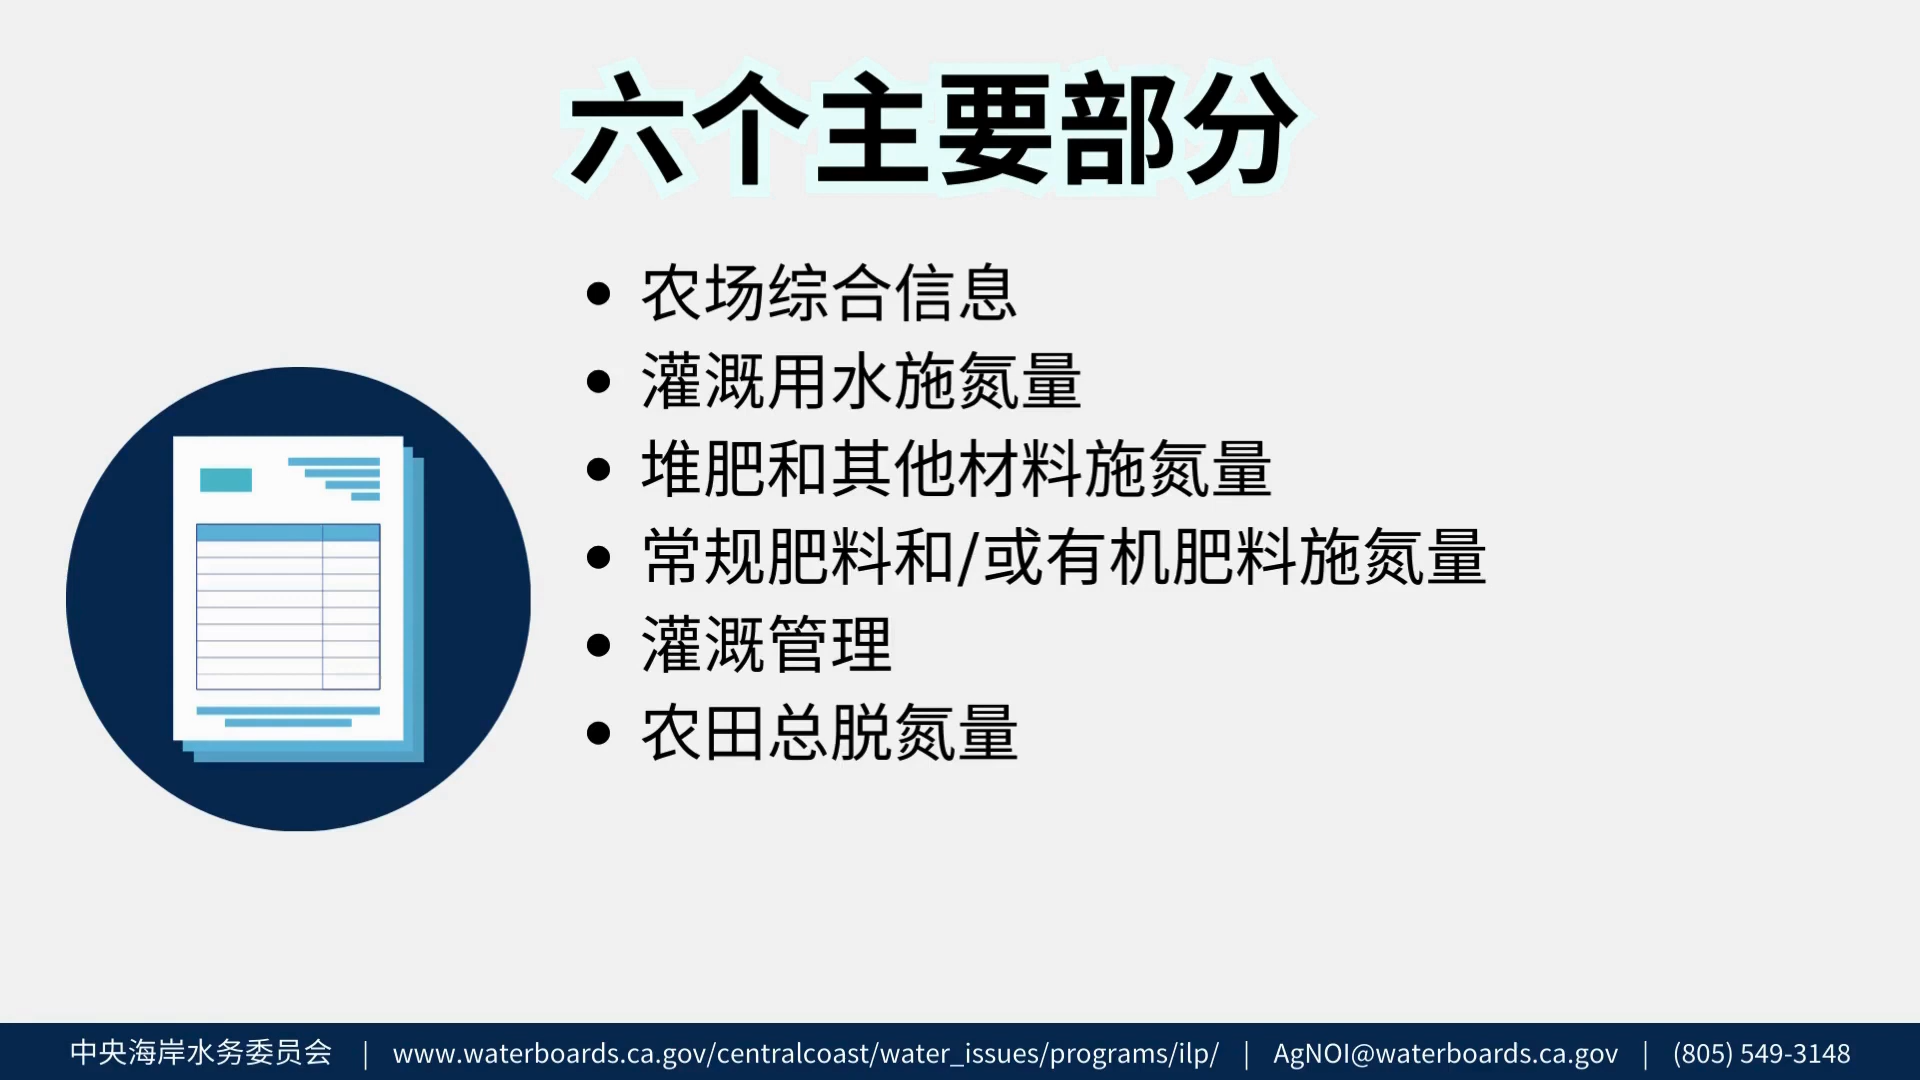 六个主要部分
农场综合信息
灌溉用水施氮量
堆肥和其他材料施氮量
常规肥料和/或有机肥料施氮量
灌溉管理
农田总脱氮量
中央海岸水务委员会 | www.waterboards.ca.gov/centralcoast/water_issues/programs/ilp/ | AgNOI@waterboards.ca.gov | (805) 549-3148